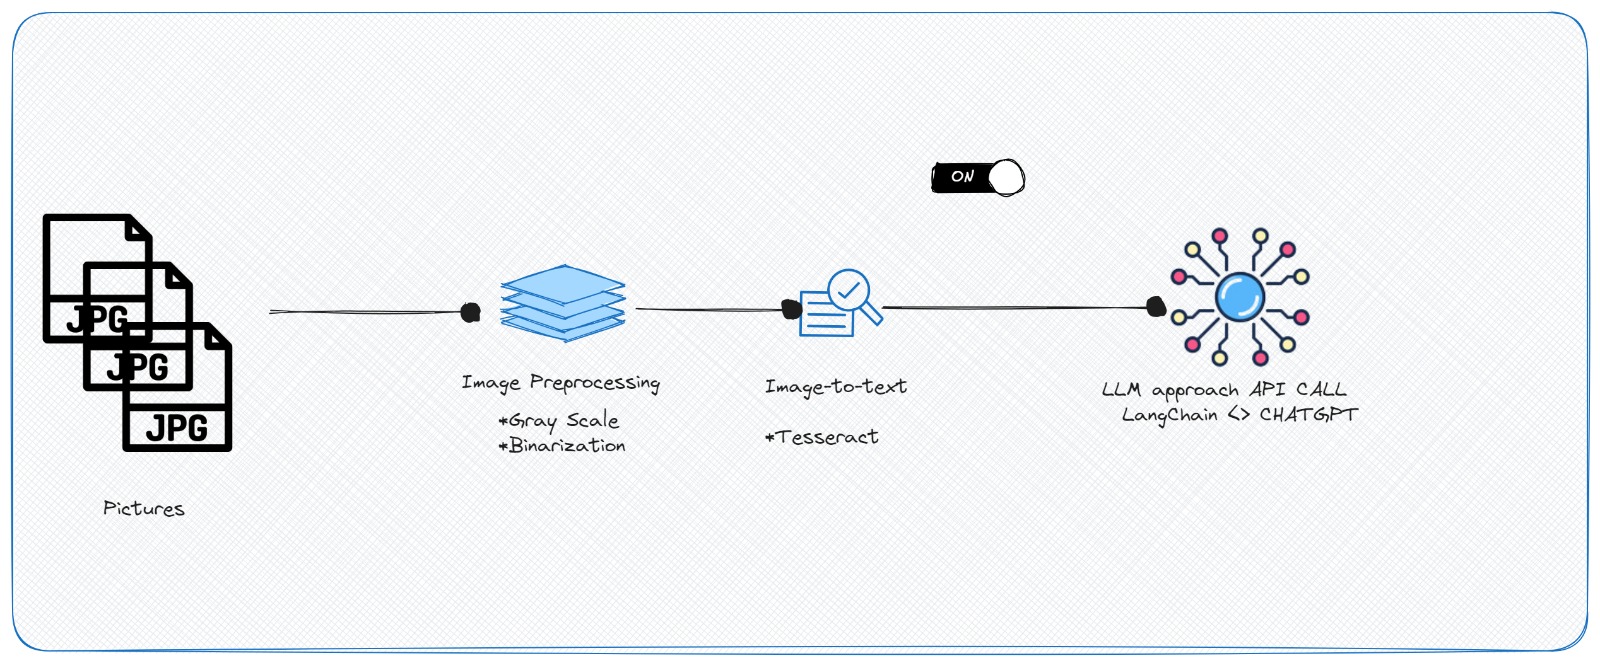 ON
JPG
JPG
JPG
Pictures
Image Preprocessing
*Gray Scale
*Binarization
Image-to-text
*Tesseract
LLM approach API CALL
LangChain <> CHATGPT